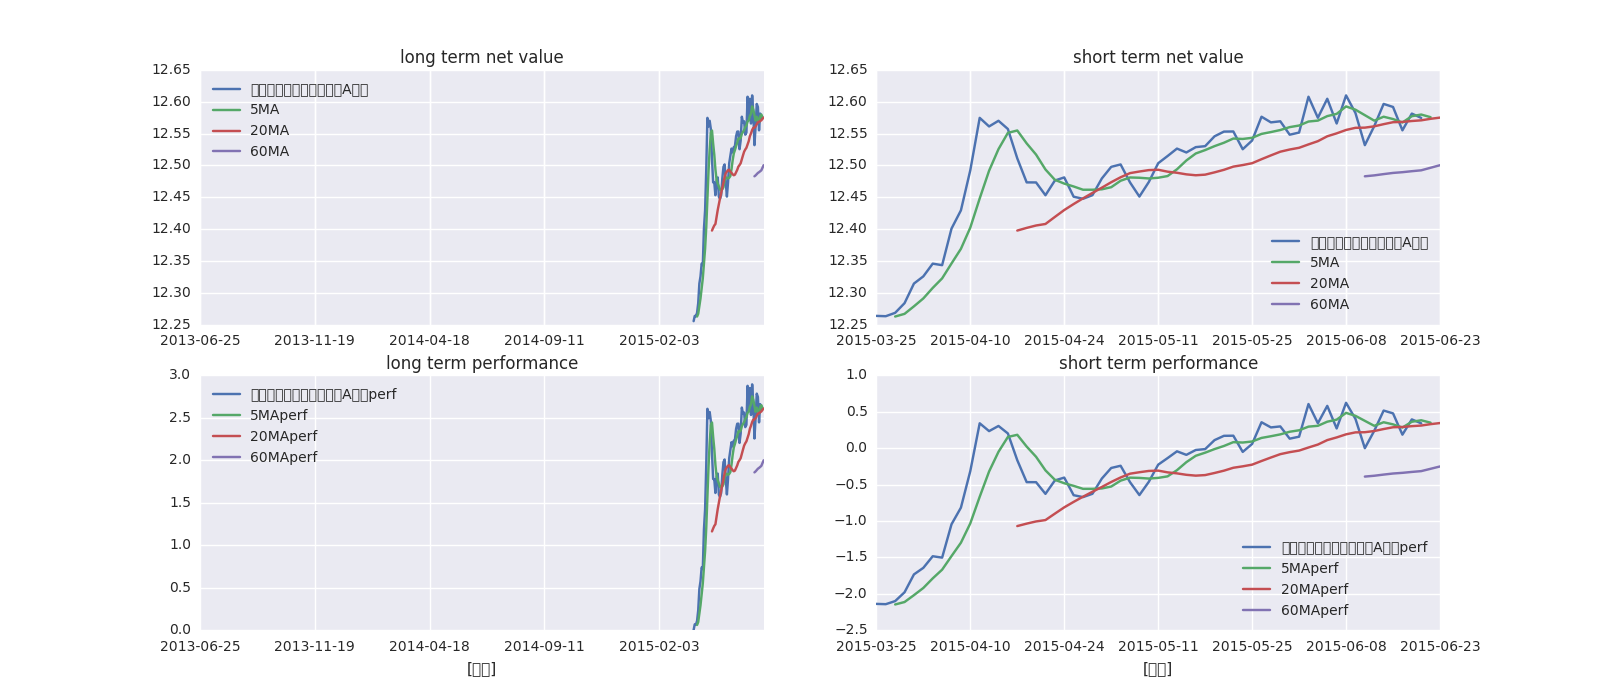 long term net value
12.65
12.60
12.55
12.50
12.45
12.40
12.35
12.30
12.25
A
5MA
20MA
60MA
2013-06-25 2013-11-19 2014-04-18 2014-09-11 2015-02-03
short term net value
12.65
12.60
12.55
12.50
12.45
12.40
12.35
12.30
12.25
A
5MA
20MA
60MA
2015-03-25 2015-04-10 2015-04-24 2015-05-11 2015-05-25 2015-06-08 2015-06-23
long term performance
3.0
2.5
2.0
1.5
1.0
0.5
0.0
A perf
5MAperf
20MAperf
60MAperf
2013-06-25 2013-11-19 2014-04-18 2014-09-11 2015-02-03
short term performance
1.0
0.5
0.0
−0.5
−1.0
−1.5
−2.0
−2.5
A perf
5MAperf
20MAperf
60MAperf
2015-03-25 2015-04-10 2015-04-24 2015-05-11 2015-05-25 2015-06-08 2015-06-23